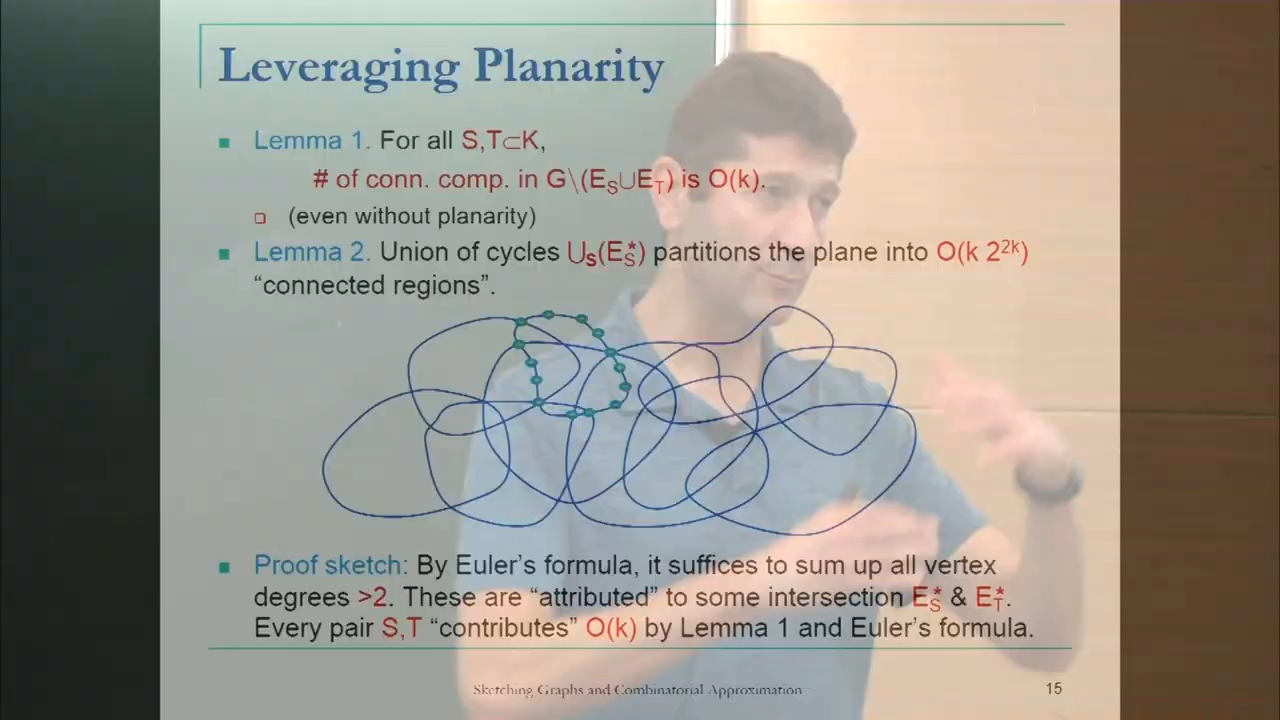 Leveraging Planarity
Lemma 1. For all S,T⊂K,
# of conn. comp. in G\(E_S∪E_T) is O(k).
(even without planarity)
Lemma 2. Union of cycles ∪_S(E*_S) partitions the plane into O(k 2^{2k})
“connected regions”.
Proof sketch: By Euler’s formula, it suffices to sum up all vertex
degrees >2. These are “attributed” to some intersection E*_S & E*_T.
Every pair S,T “contributes” O(k) by Lemma 1 and Euler’s formula.
Sketching Graphs and Combinatorial Approximation
15